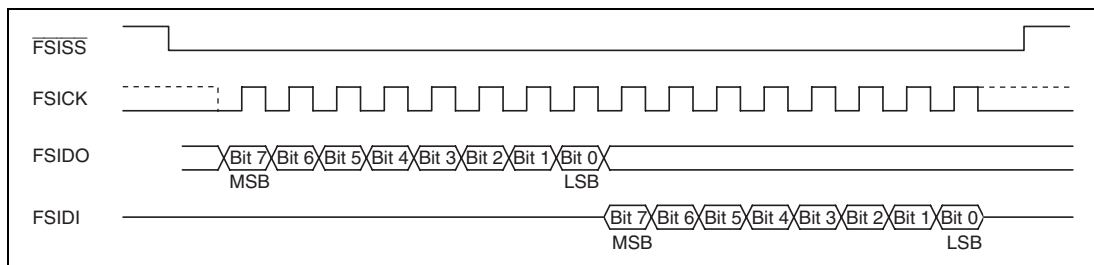 FSISS
FSICK
FSIDO
Bit 7 Bit 6 Bit 5 Bit 4 Bit 3 Bit 2 Bit 1 Bit 0
MSB LSB
FSIDI
Bit 7 Bit 6 Bit 5 Bit 4 Bit 3 Bit 2 Bit 1 Bit 0
MSB LSB